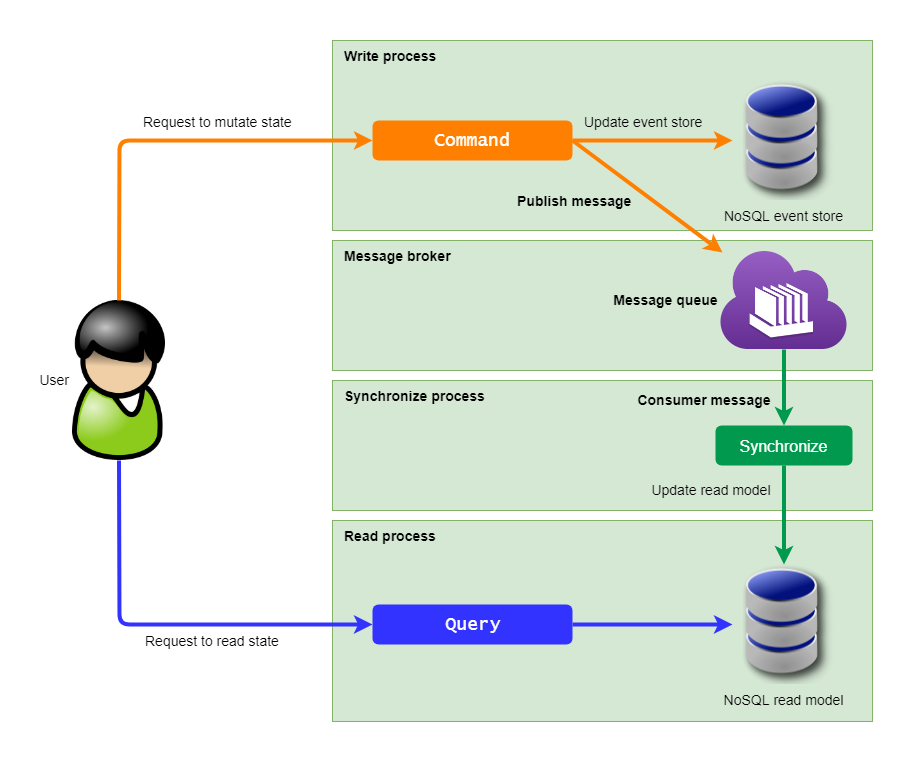 Write process
Request to mutate state
Command
Update event store
Publish message
NoSQL event store
Message broker
Message queue
User
Synchronize process
Consumer message
Synchronize
Update read model
Read process
Query
Request to read state
NoSQL read model